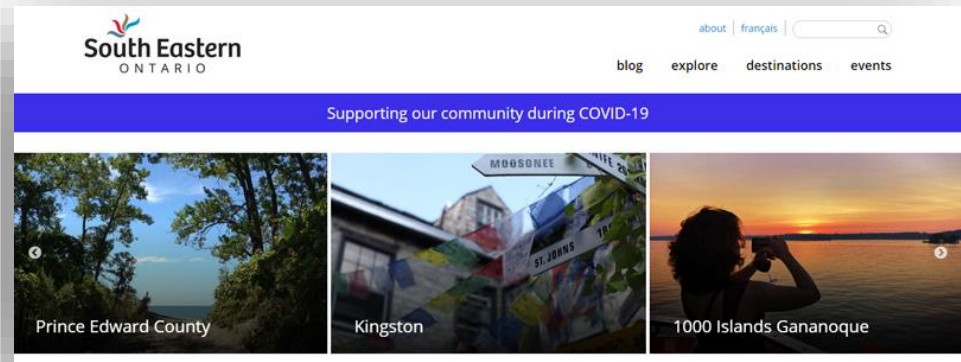 South Eastern
ONTARIO
about
français
blog
explore
destinations
events
Supporting our community during COVID-19
MOOSONEE
ST. JOHNS
Prince Edward County
Kingston
1000 Islands Gananoque